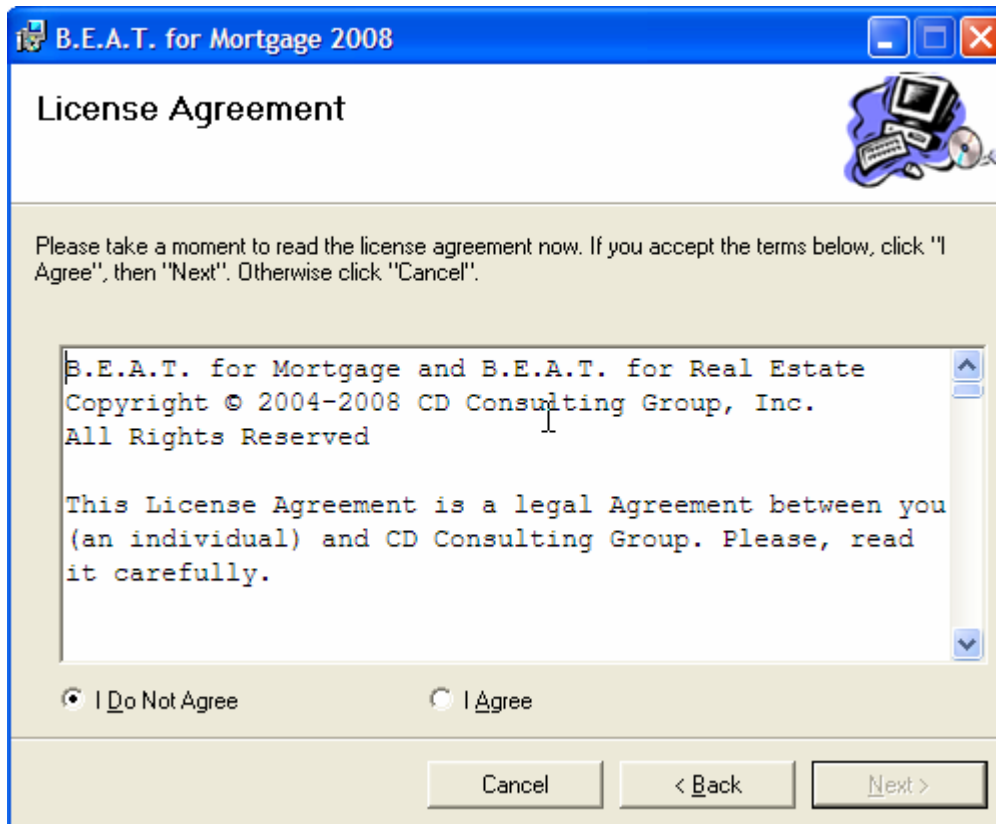 B.E.A.T. for Mortgage 2008
License Agreement
Please take a moment to read the license agreement now. If you accept the terms below, click "I
Agree", then "Next". Otherwise click "Cancel".
B.E.A.T. for Mortgage and B.E.A.T. for Real Estate
Copyright © 2004-2008 CD Consulting Group, Inc.
All Rights Reserved
This License Agreement is a legal Agreement between you
(an individual) and CD Consulting Group. Please, read
it carefully.
I Do Not Agree
I Agree
Cancel
< Back
Next >